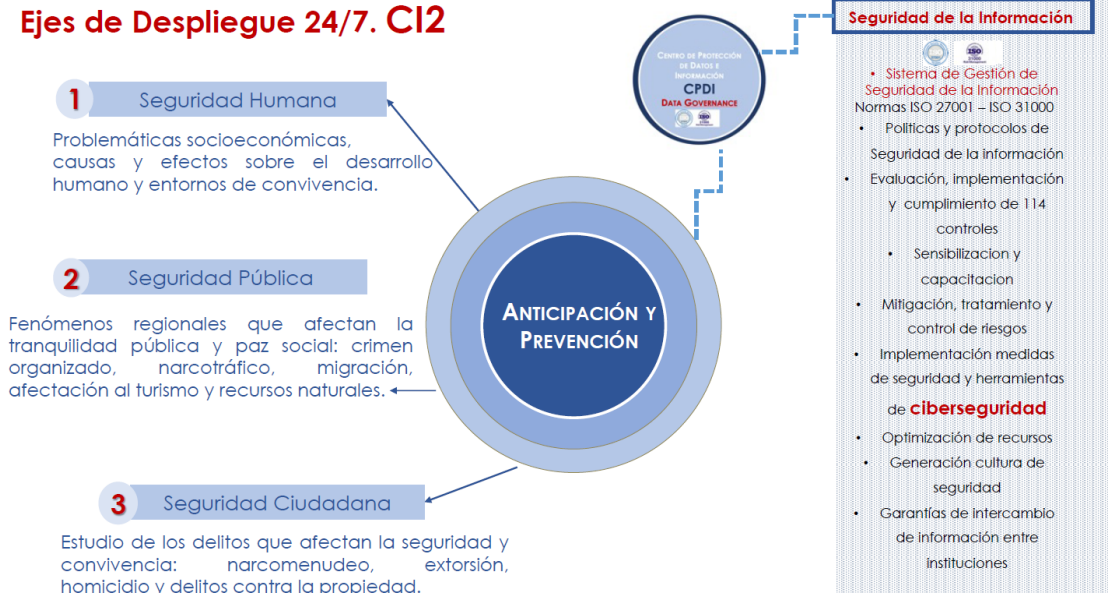 Ejes de Despliegue 24/7. CI2
1 Seguridad Humana
Problemáticas socioeconómicas,
causas y efectos sobre el desarrollo
humano y entornos de convivencia.
2 Seguridad Pública
Fenómenos regionales que afectan la
tranquilidad pública y paz social: crimen
organizado, narcotráfico, migración,
afectación al turismo y recursos naturales.
3 Seguridad Ciudadana
Estudio de los delitos que afectan la seguridad y
convivencia: narcomenudeo, extorsión,
homicidio y delitos contra la propiedad.
ANTICIPACIÓN Y
PREVENCIÓN
CENTRO DE PROTECCIÓN
DE DATOS E
INFORMACIÓN
CPDI
DATA GOVERNANCE
ISO
Seguridad de la Información
ISO
• Sistema de Gestión de
Seguridad de la Información
Normas ISO 27001 – ISO 31000
• Politicas y protocolos de
Seguridad de la información
• Evaluación, implementación
y cumplimiento de 114
controles
• Sensibilizacion y
capacitacion
• Mitigación, tratamiento y
control de riesgos
• Implementación medidas
de seguridad y herramientas
de ciberseguridad
• Optimización de recursos
• Generación cultura de
seguridad
• Garantías de intercambio
de información entre
instituciones